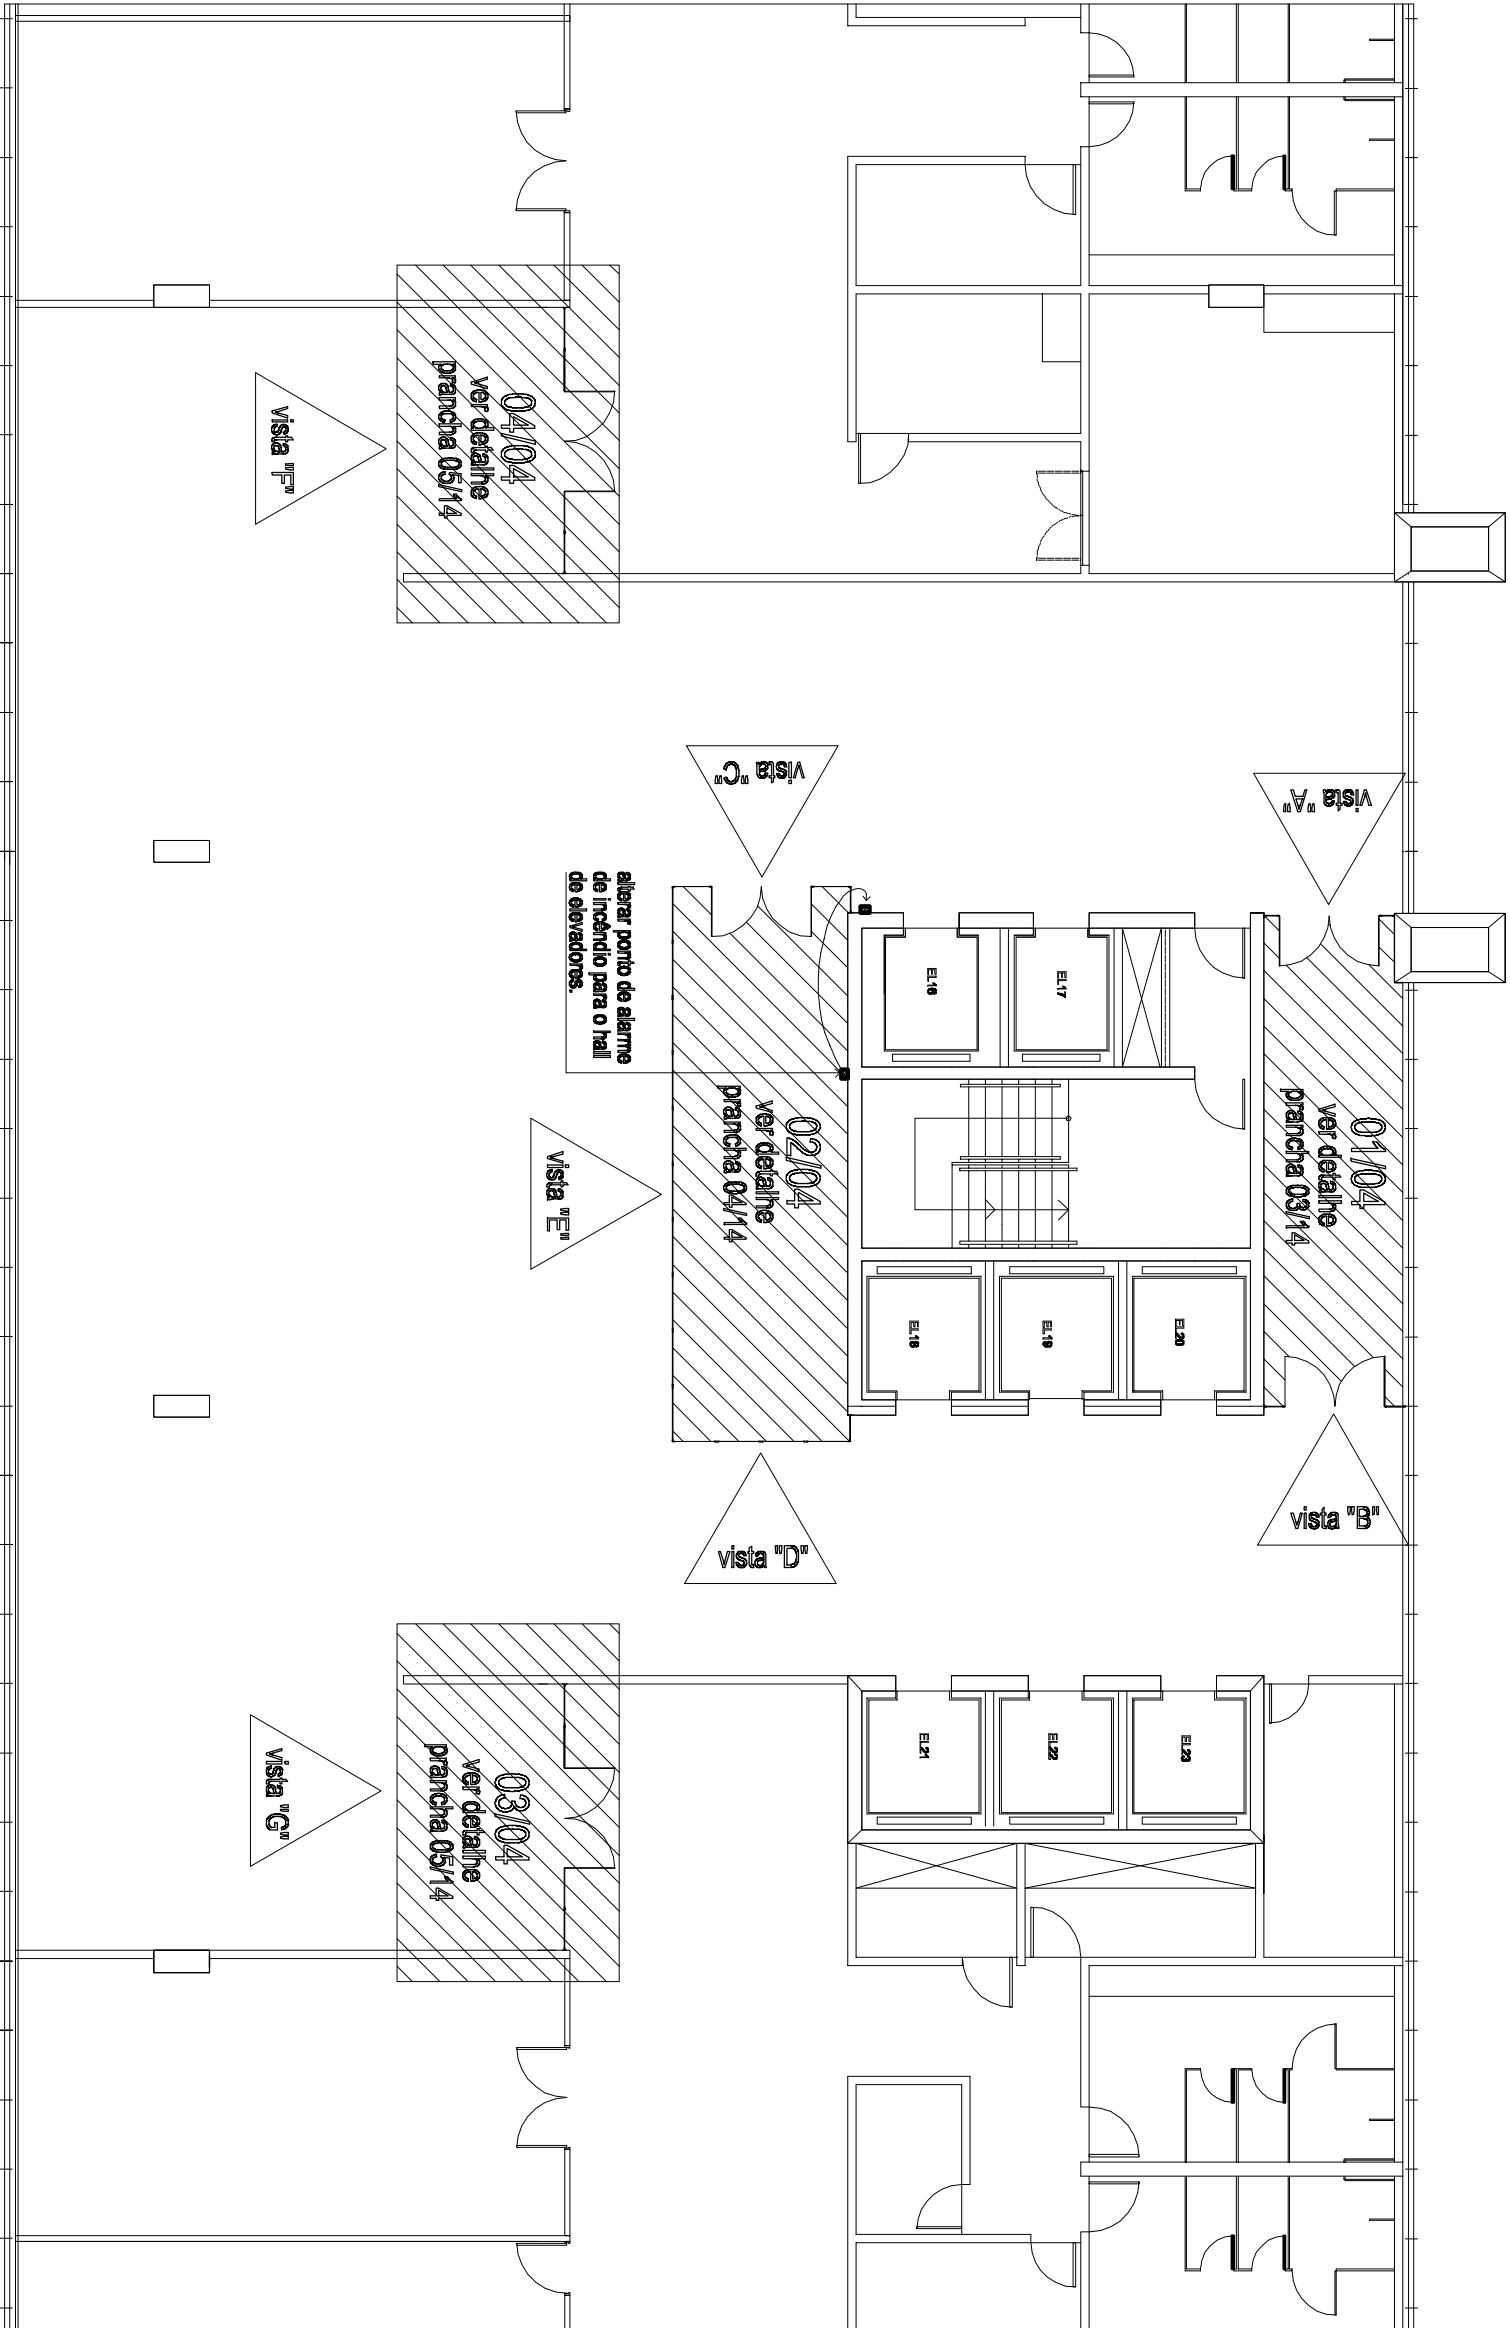 04/04
ver detalhe
prancha 05/14
vista "F"
vista "A"
vista "C"
alterar ponto de alarme
de incêndio para o hall
de elevadores.
EL17
EL16
01/04
ver detalhe
prancha 03/14
02/04
ver detalhe
prancha 04/14
vista "E"
EL20
EL19
EL18
vista "B"
vista "D"
EL23
EL22
EL21
03/04
ver detalhe
prancha 05/14
vista "G"